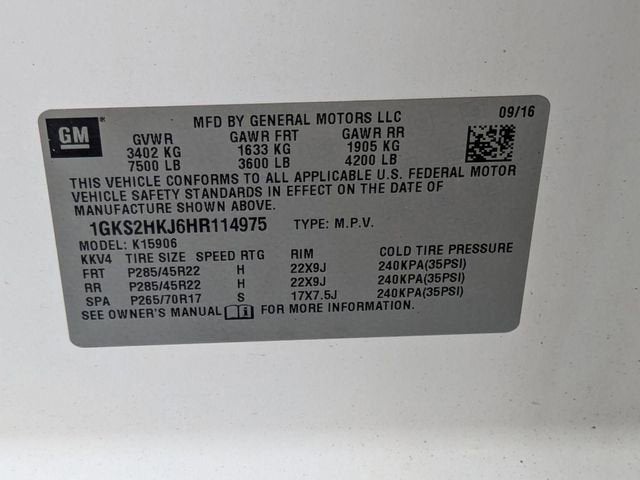 MFD BY GENERAL MOTORS LLC 09/16
GM
GVWR GAWR FRT GAWR RR
3402 KG 1633 KG 1905 KG
7500 LB 3600 LB 4200 LB
THIS VEHICLE CONFORMS TO ALL APPLICABLE U.S. FEDERAL MOTOR
VEHICLE SAFETY STANDARDS IN EFFECT ON THE DATE OF
MANUFACTURE SHOWN ABOVE.
1GKS2HKJ6HR114975 TYPE: M.P.V.
MODEL: K15906
KKV4 TIRE SIZE SPEED RTG RIM COLD TIRE PRESSURE
FRT P285/45R22 H 22X9J 240KPA(35PSI)
RR P285/45R22 H 22X9J 240KPA(35PSI)
SPA P265/70R17 S 17X7.5J 240KPA(35PSI)
SEE OWNER'S MANUAL FOR MORE INFORMATION.